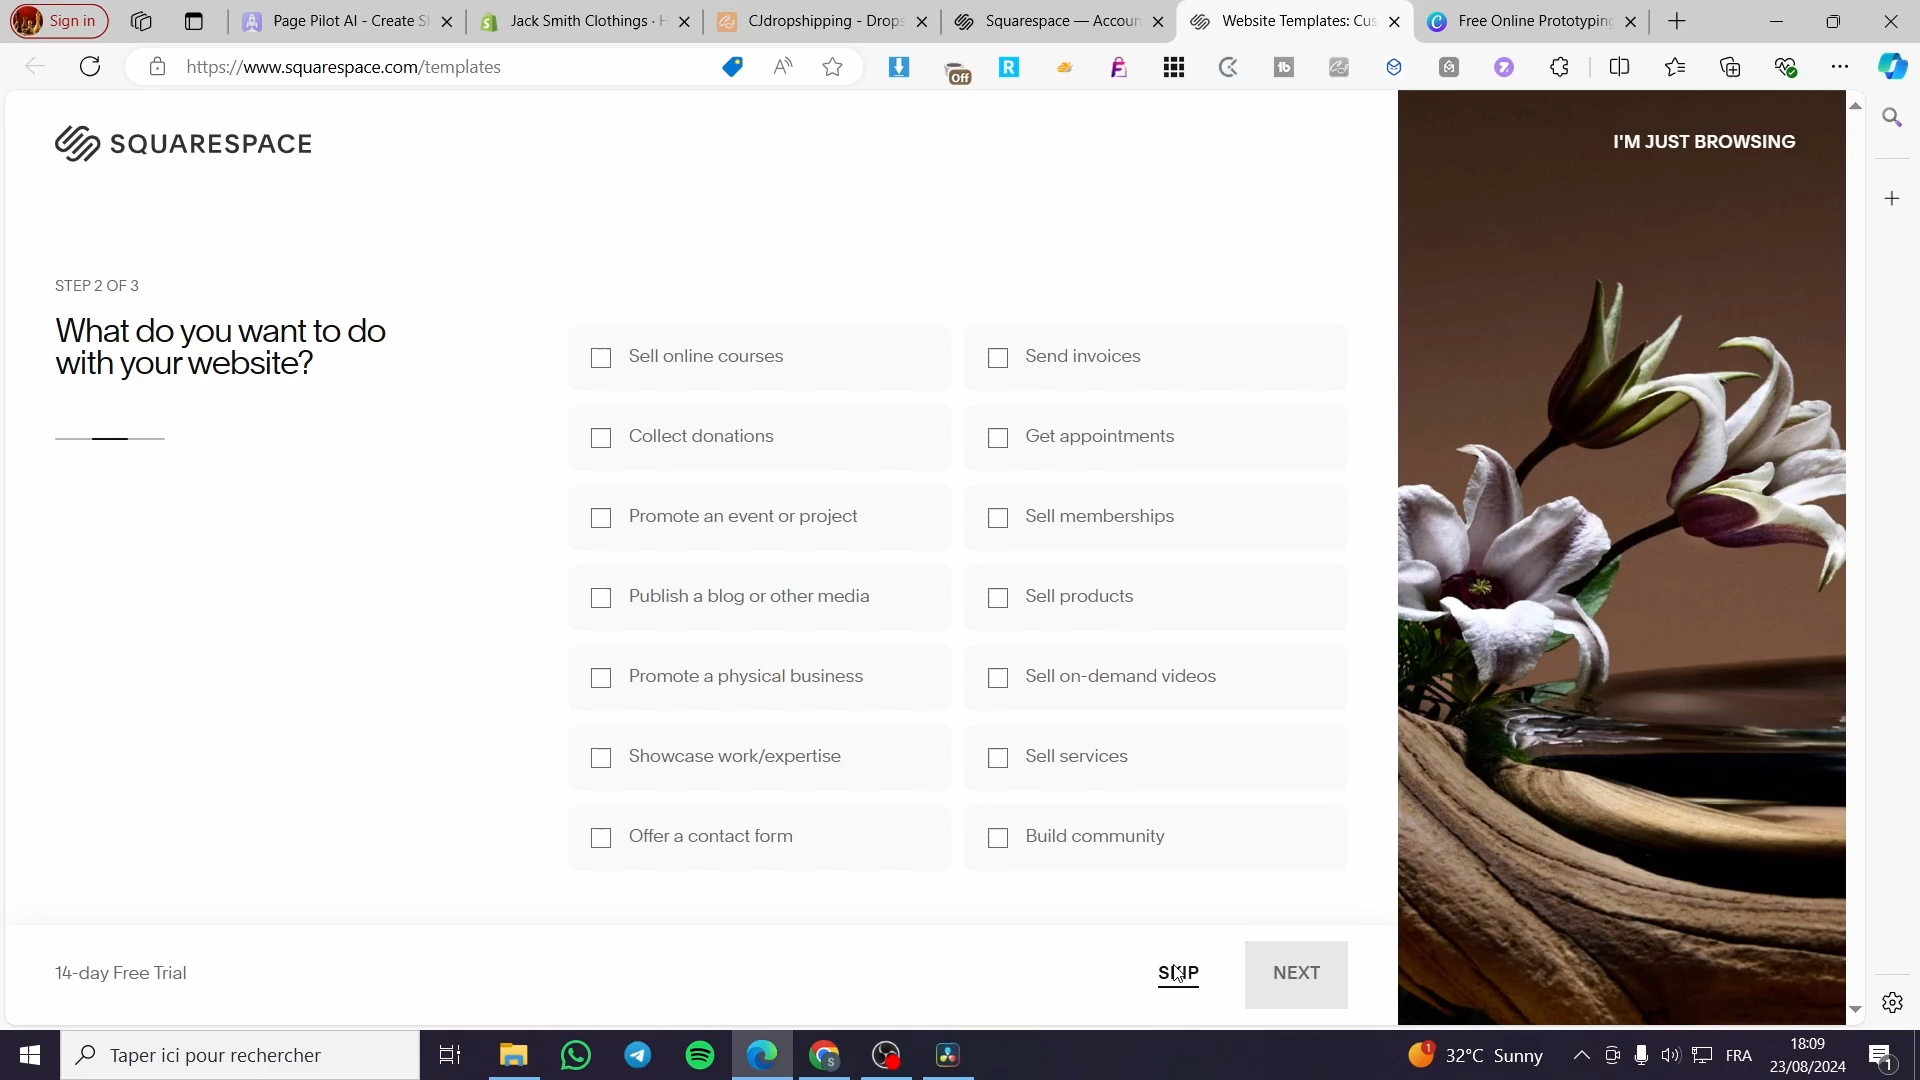 Sign in
Page Pilot AI - Create S
Jack Smith Clothings · H
CJdropshipping - Drops
Squarespace — Accoun
Website Templates: Cus
Free Online Prototyping
https://www.squarespace.com/templates
Off
SQUARESPACE
I'M JUST BROWSING
STEP 2 OF 3
What do you want to do
with your website?
Sell online courses
Send invoices
Collect donations
Get appointments
Promote an event or project
Sell memberships
Publish a blog or other media
Sell products
Promote a physical business
Sell on-demand videos
Showcase work/expertise
Sell services
Offer a contact form
Build community
14-day Free Trial
SKIP
NEXT
Taper ici pour rechercher
1
32°C Sunny
FRA
18:09
23/08/2024
1